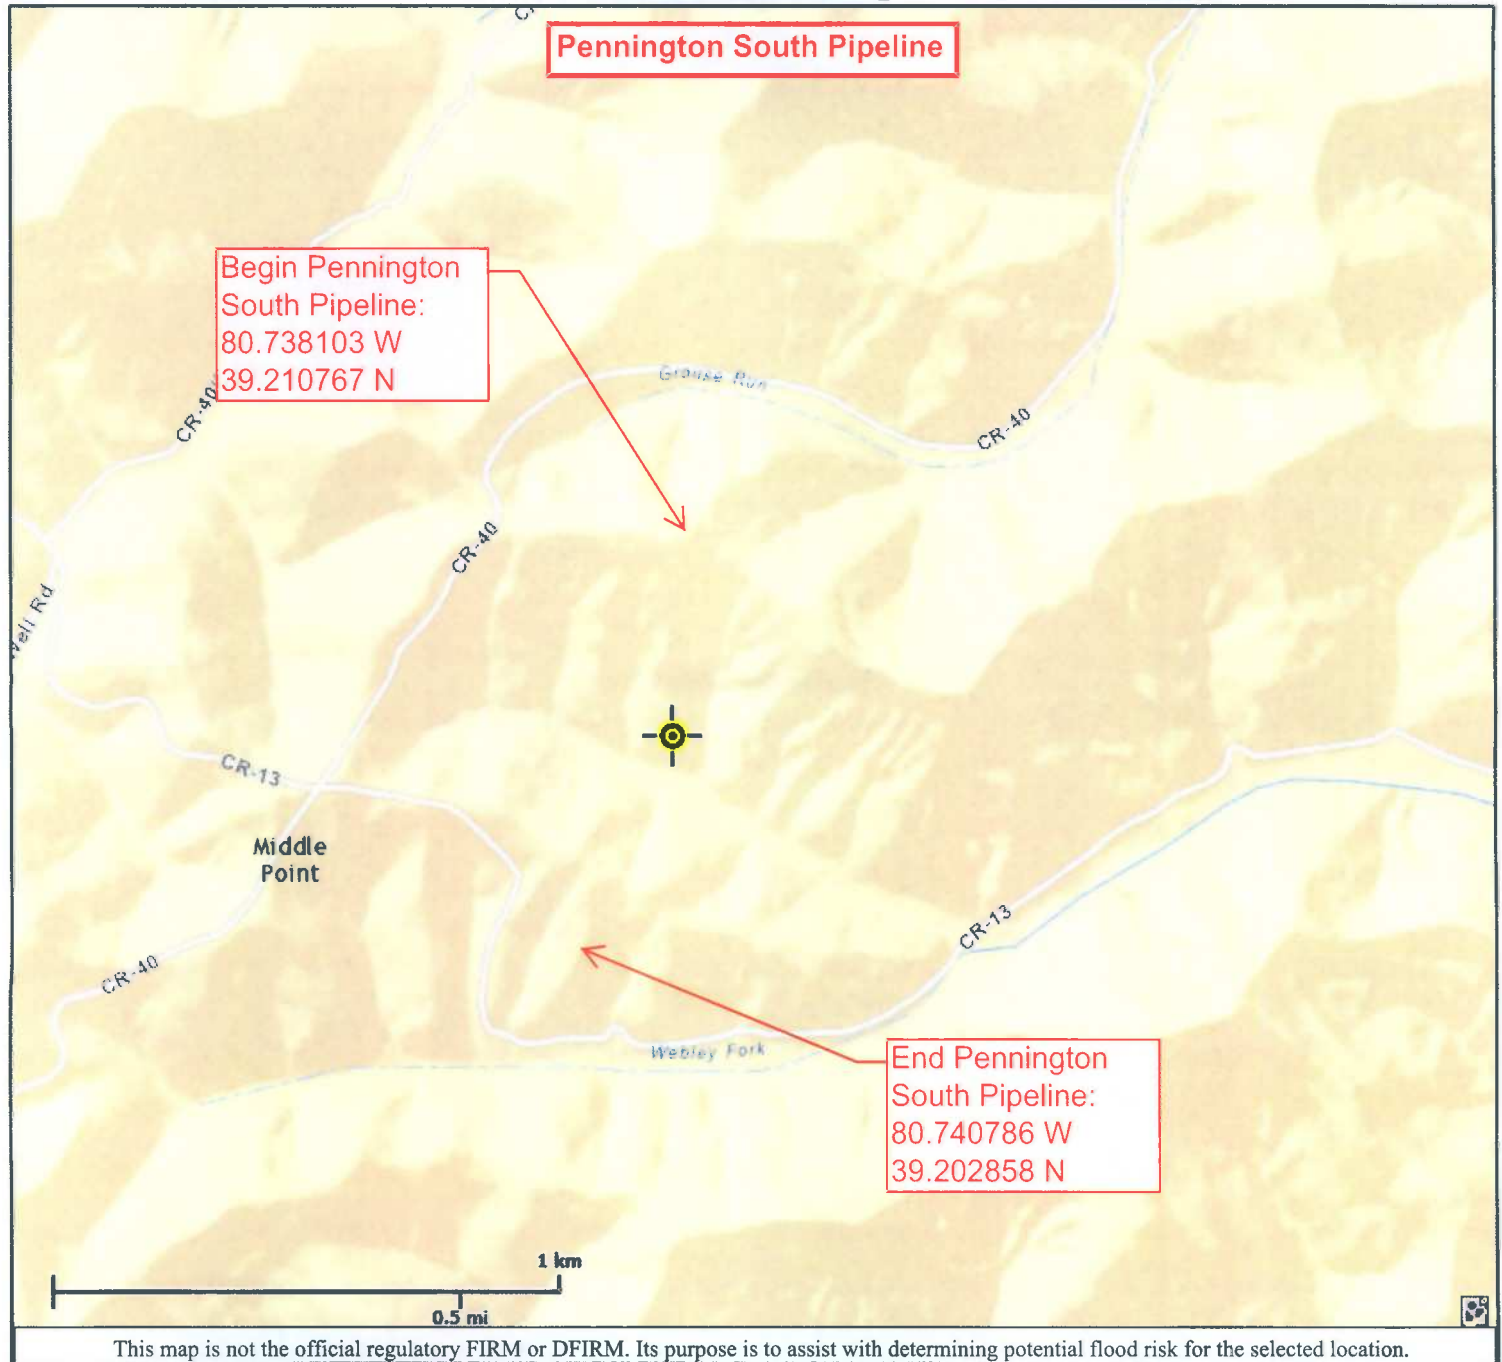 Pennington South Pipeline
Begin Pennington
South Pipeline:
80.738103 W
39.210767 N
CR-40
Grouse Run
CR-40
CR-40
Well Rd
CR-13
Middle
Point
CR-13
CR-40
Webley Fork
End Pennington
South Pipeline:
80.740786 W
39.202858 N
1 km
0.5 mi
This map is not the official regulatory FIRM or DFIRM. Its purpose is to assist with determining potential flood risk for the selected location.